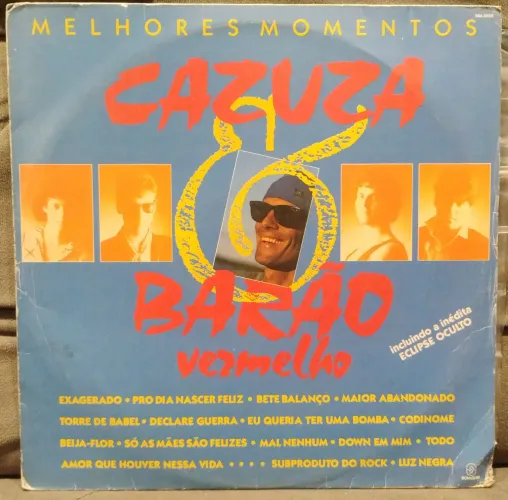 MELHORES MOMENTOS
CAZUZA
&
BARÃO
vermelho
incluindo a inédita
ECLIPSE OCULTO
EXAGERADO • PRO DIA NASCER FELIZ • BETE BALANÇO • MAIOR ABANDONADO
TORRE DE BABEL • DECLARE GUERRA • EU QUERIA TER UMA BOMBA • CODINOME
BEIJA-FLOR • SÓ AS MÃES SÃO FELIZES • MAL NENHUM • DOWN EM MIM • TODO
AMOR QUE HOUVER NESSA VIDA • • • • SUBPRODUTO DO ROCK • LUZ NEGRA